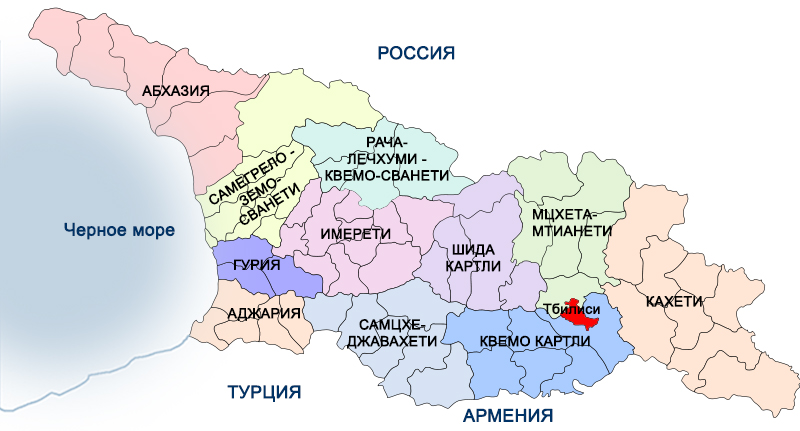 РОССИЯ
АБХАЗИЯ
РАЧА-
ЛЕЧХУМИ -
КВЕМО-СВАНЕТИ
САМЕГРЕЛО -
ЗЕМО-
СВАНЕТИ
Черное море
ИМЕРЕТИ
МЦХЕТА-
МТИАНЕТИ
ШИДА
КАРТЛИ
ГУРИЯ
АДЖАРИЯ
Тбилиси
КАХЕТИ
САМЦХЕ-
ДЖАВАХЕТИ
КВЕМО КАРТЛИ
ТУРЦИЯ
АРМЕНИЯ